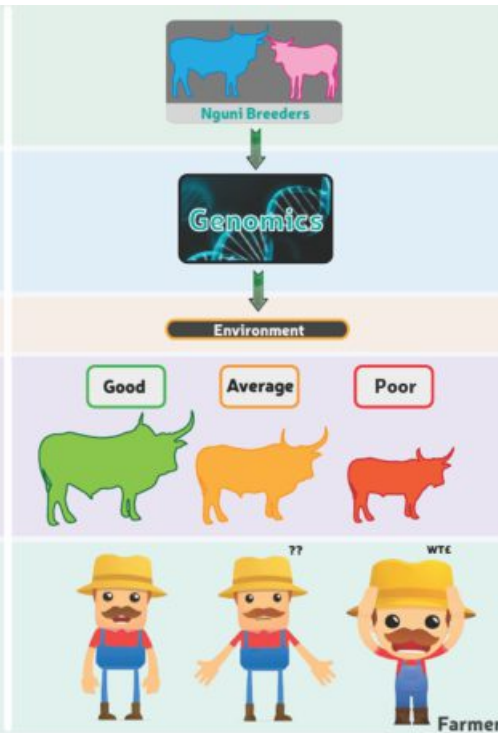 Nguni Breeders
Genomics
Environment
Good Average Poor
?? WT£
Farmer